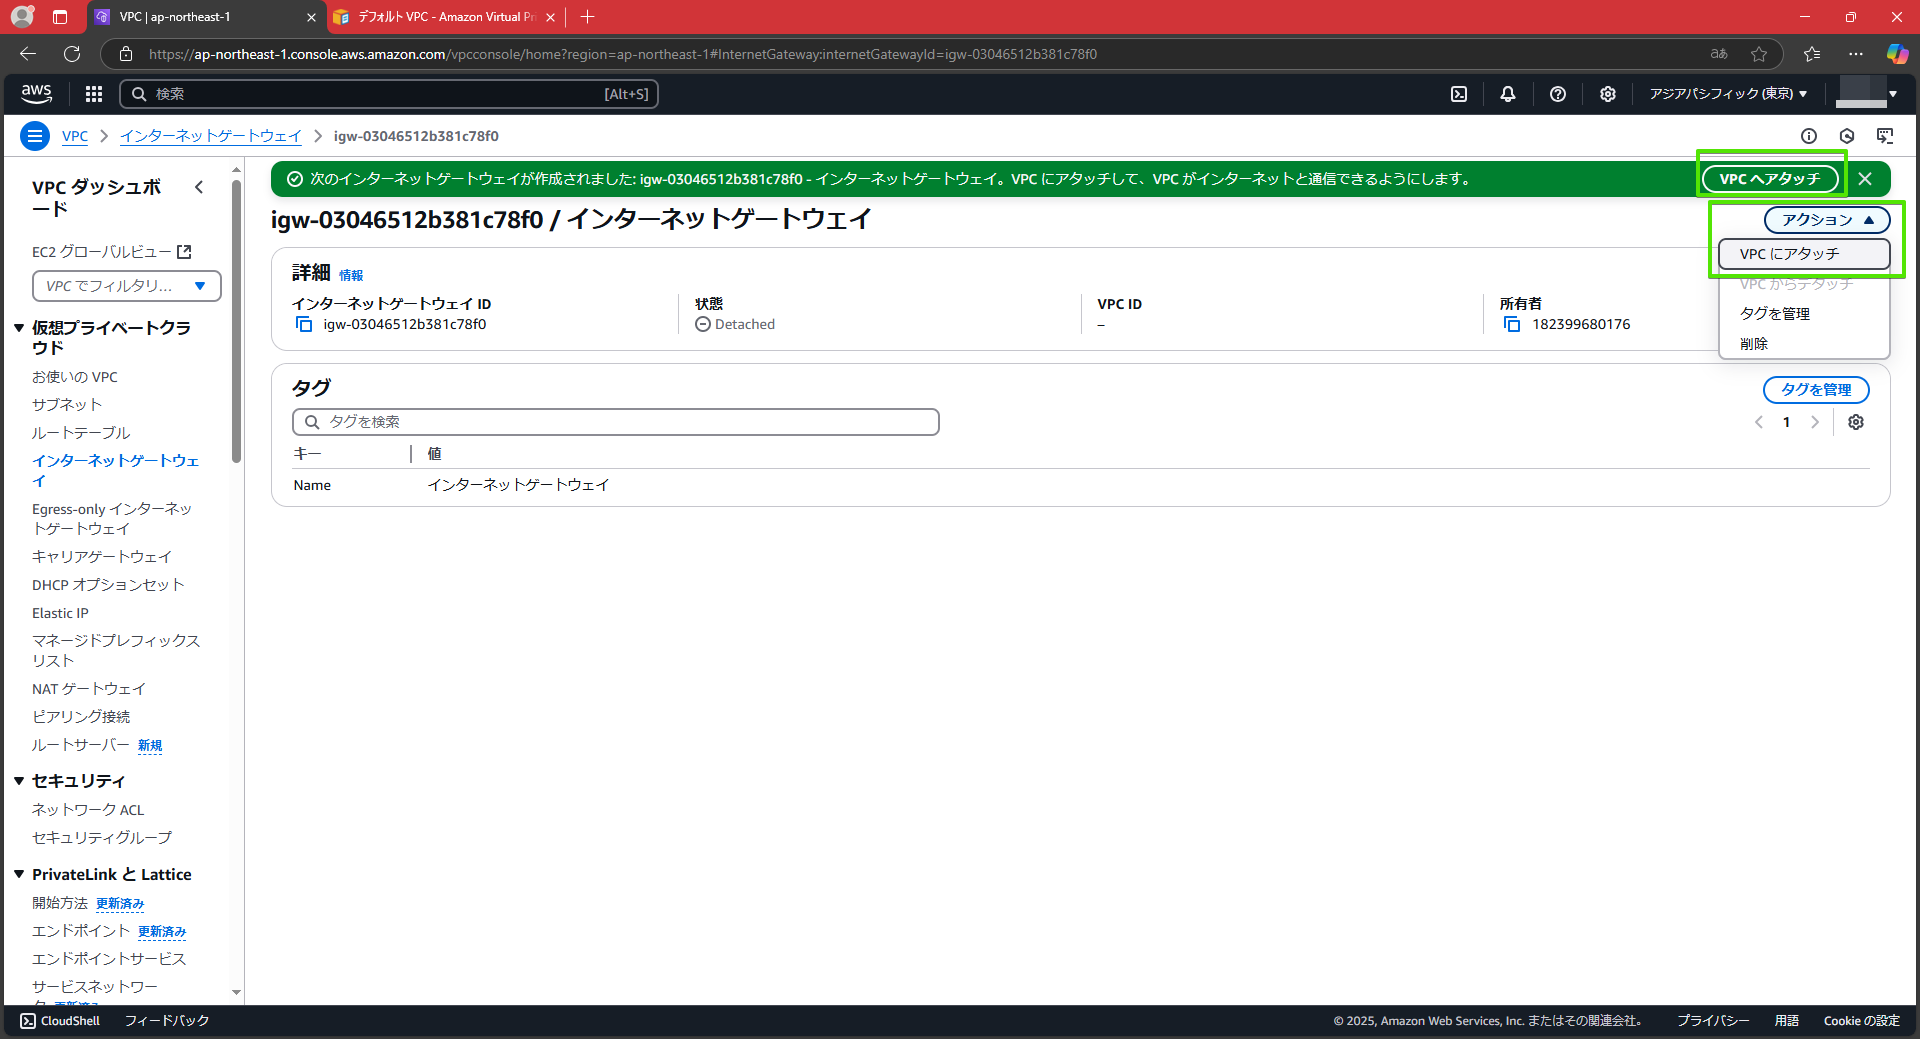 VPC | ap-northeast-1
デフォルト VPC - Amazon Virtual Pri
https://ap-northeast-1.console.aws.amazon.com/vpcconsole/home?region=ap-northeast-1#InternetGateway:internetGatewayId=igw-03046512b381c78f0
aあ
aws
検索
[Alt+S]
アジアパシフィック (東京)
VPC
インターネットゲートウェイ
igw-03046512b381c78f0
VPC ダッシュボ
ード
EC2 グローバルビュー
VPC でフィルタリ...
仮想プライベートクラ
ウド
お使いの VPC
サブネット
ルートテーブル
インターネットゲートウェ
イ
Egress-only インターネッ
トゲートウェイ
キャリアゲートウェイ
DHCP オプションセット
Elastic IP
マネージドプレフィックス
リスト
NAT ゲートウェイ
ピアリング接続
ルートサーバー 新規
セキュリティ
ネットワーク ACL
セキュリティグループ
PrivateLink と Lattice
開始方法 更新済み
エンドポイント 更新済み
エンドポイントサービス
サービスネットワー
ク 更新済み
次のインターネットゲートウェイが作成されました: igw-03046512b381c78f0 - インターネットゲートウェイ。VPC にアタッチして、VPC がインターネットと通信できるようにします。
VPC へアタッチ
igw-03046512b381c78f0 / インターネットゲートウェイ
アクション
VPC にアタッチ
VPC からデタッチ
タグを管理
削除
詳細 情報
インターネットゲートウェイ ID
igw-03046512b381c78f0
状態
Detached
VPC ID
–
所有者
182399680176
タグ
タグを管理
タグを検索
1
キー
値
Name
インターネットゲートウェイ
CloudShell
フィードバック
© 2025, Amazon Web Services, Inc. またはその関連会社。
プライバシー
用語
Cookie の設定